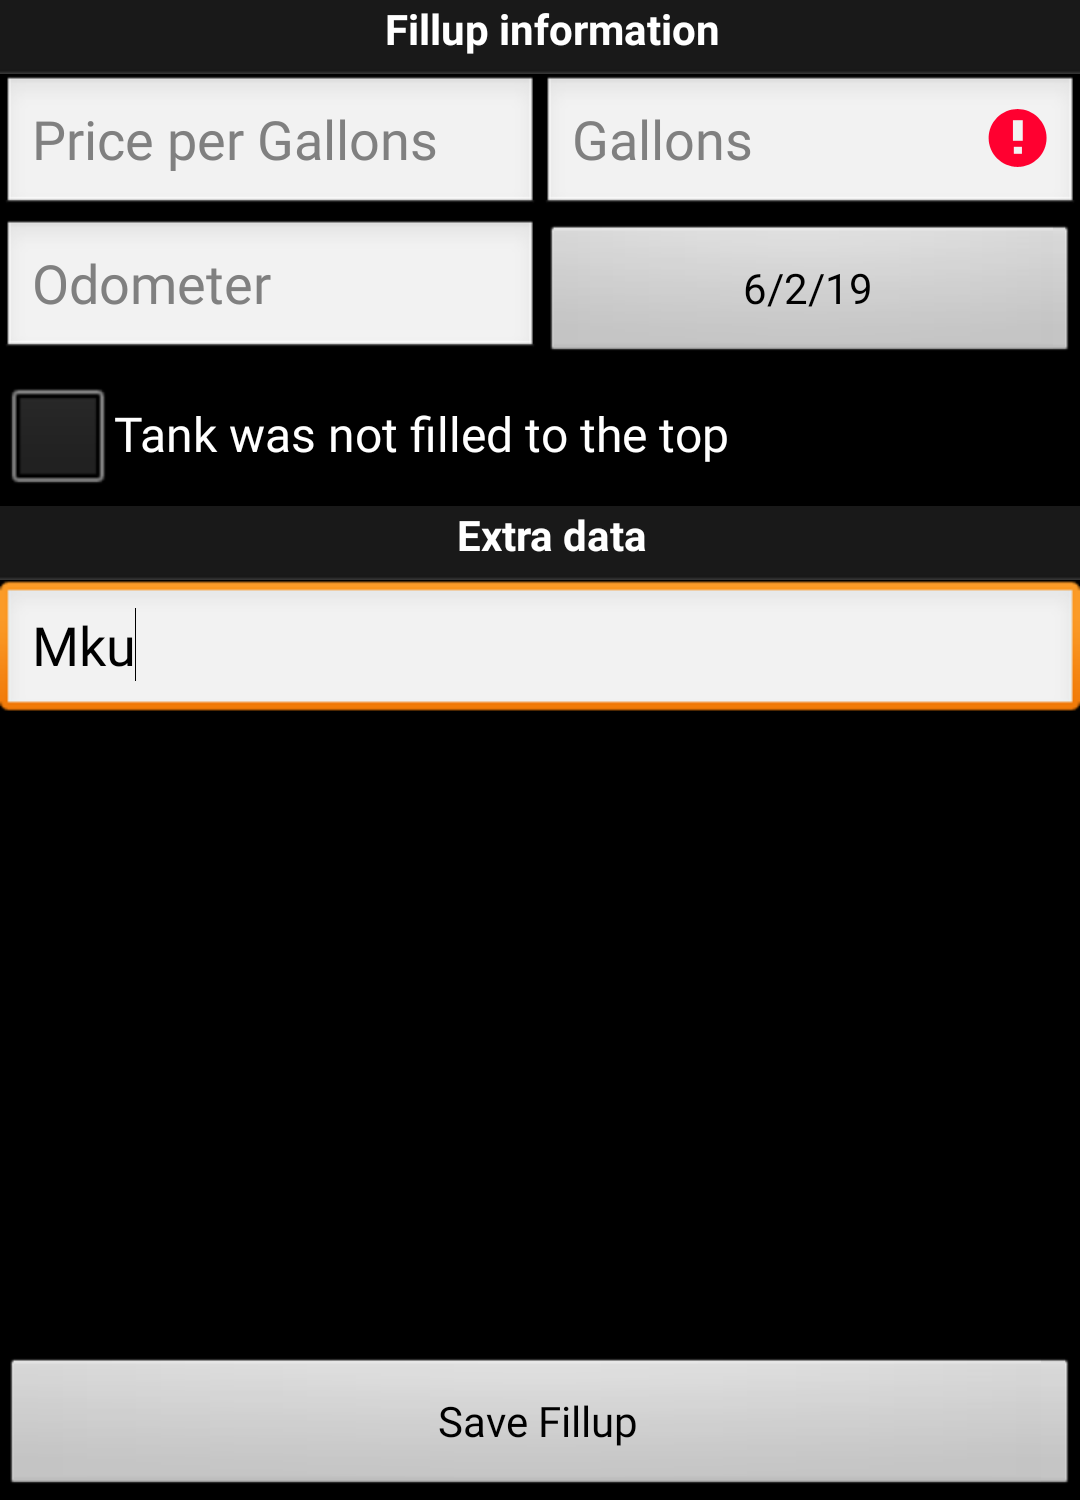 Fillup information
Price per Gallons
Gallons
Odometer
6/2/19
Tank was not filled to the top
Extra data
Mku
Save Fillup